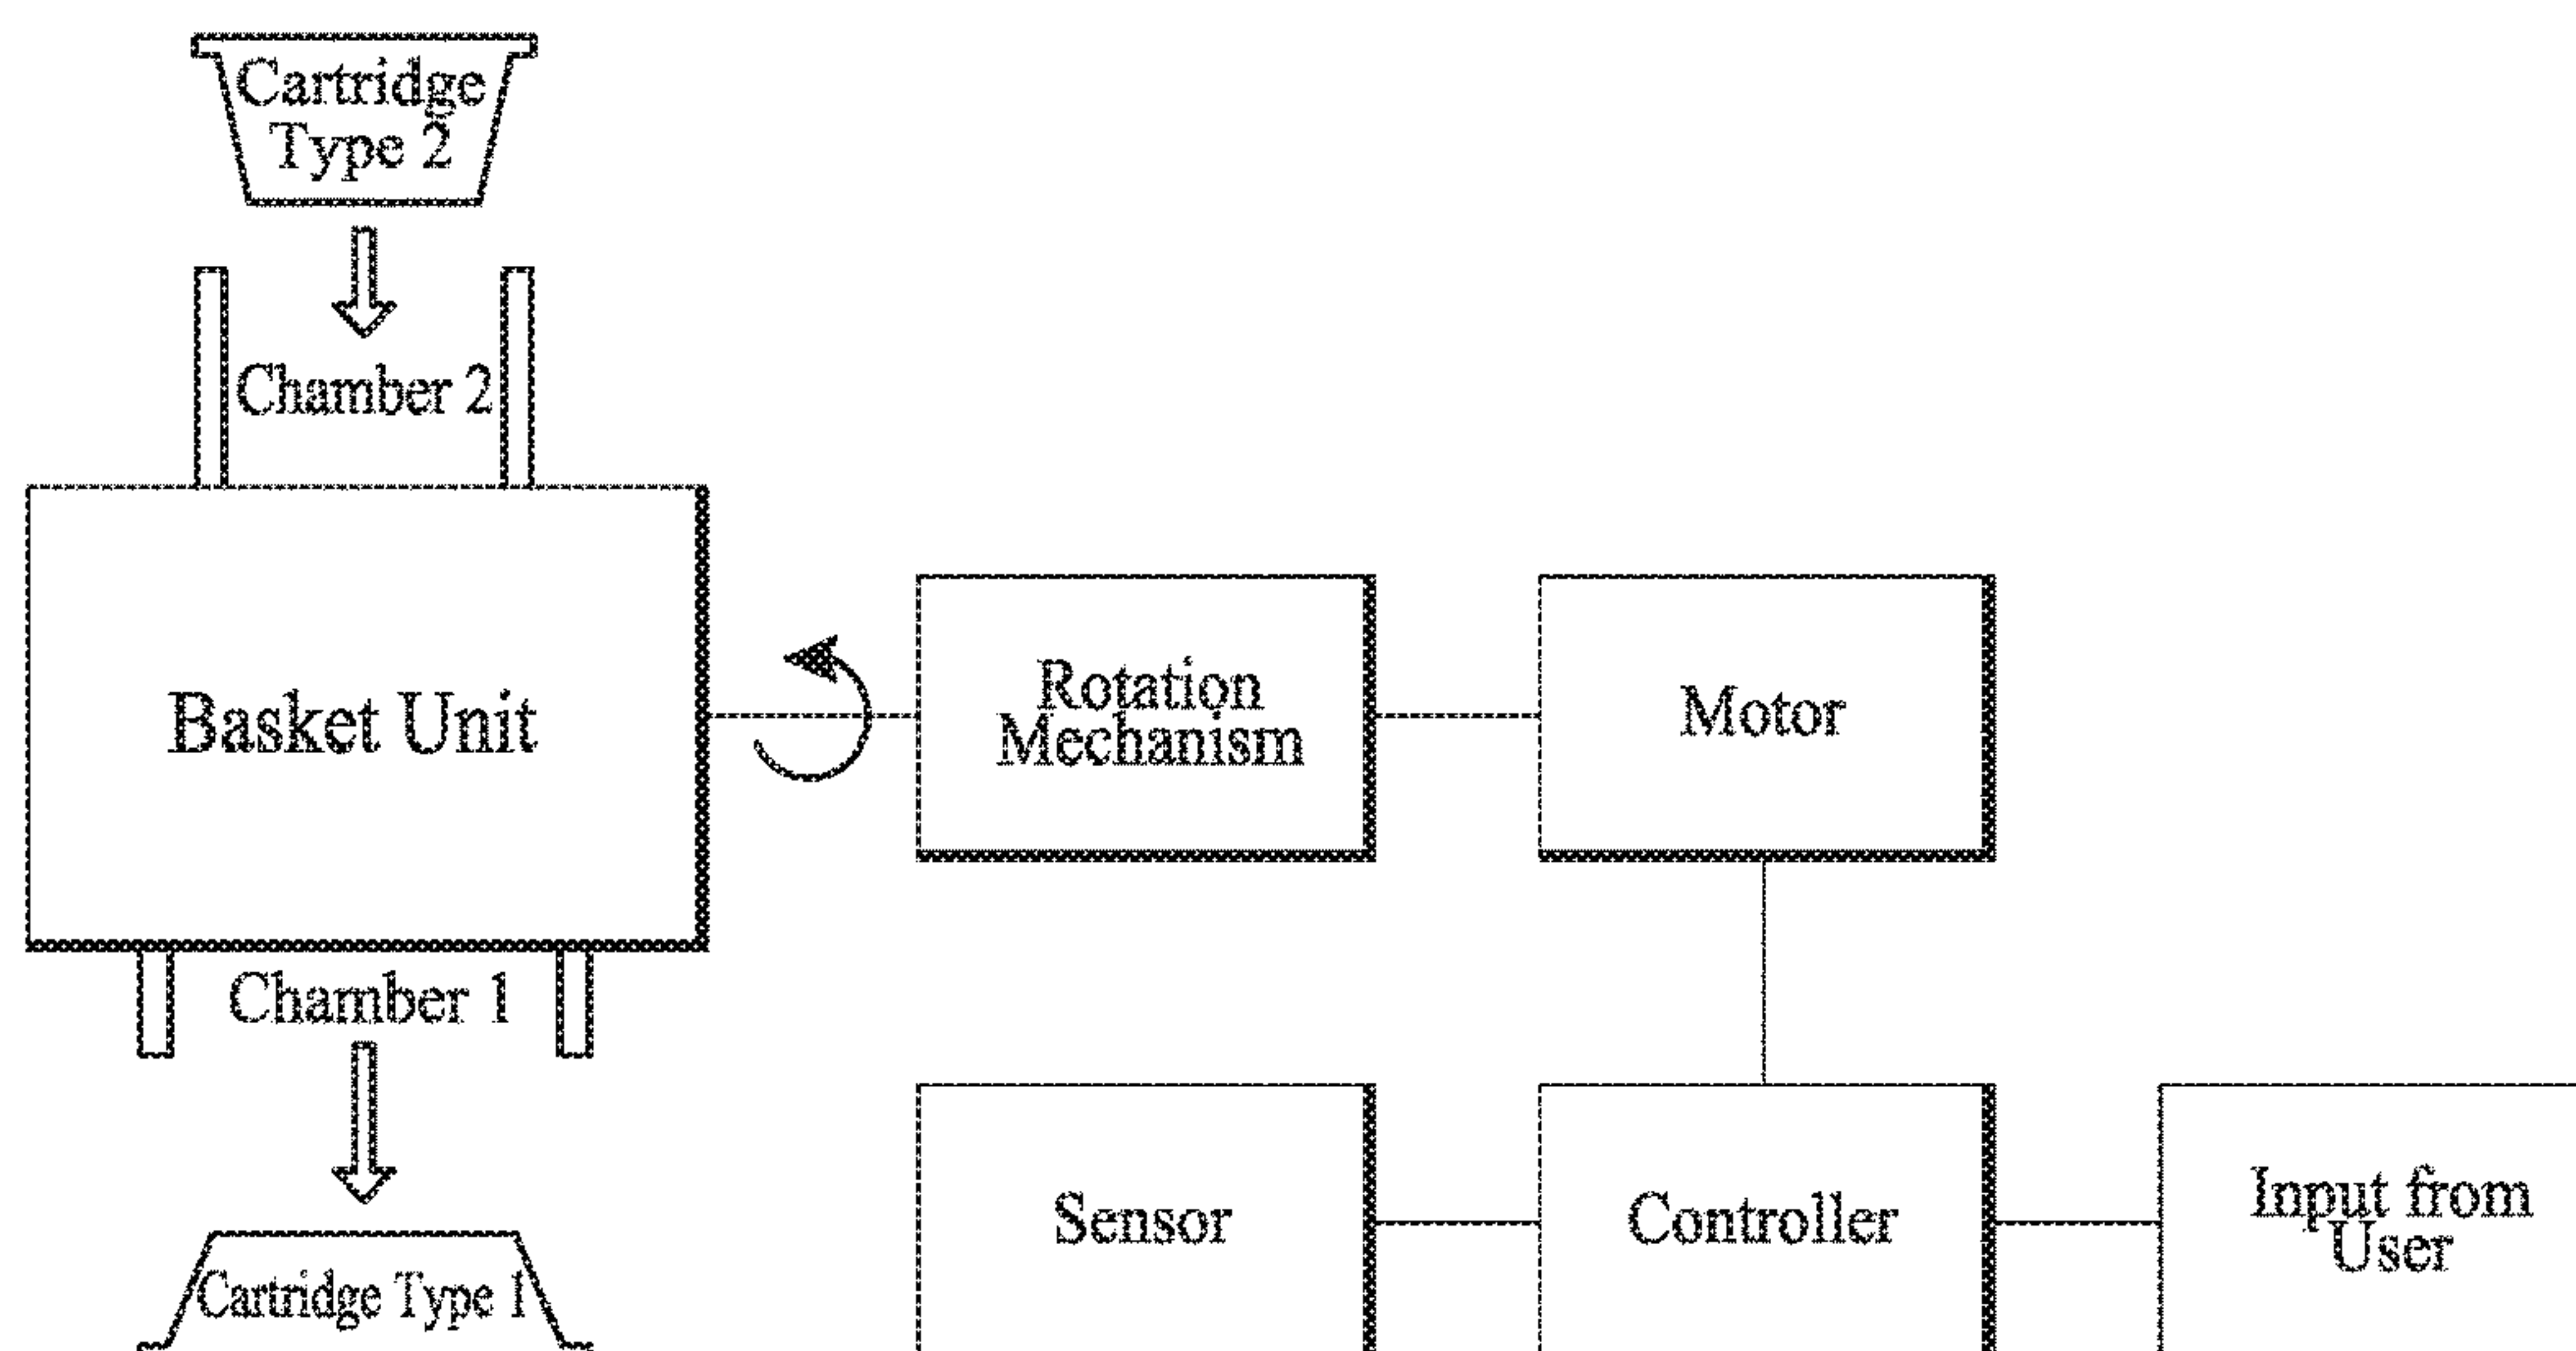 Cartridge
Type 2
Chamber 2
Basket Unit
Rotation
Mechanism
Motor
Chamber 1
Sensor
Controller
Input from
User
Cartridge Type 1